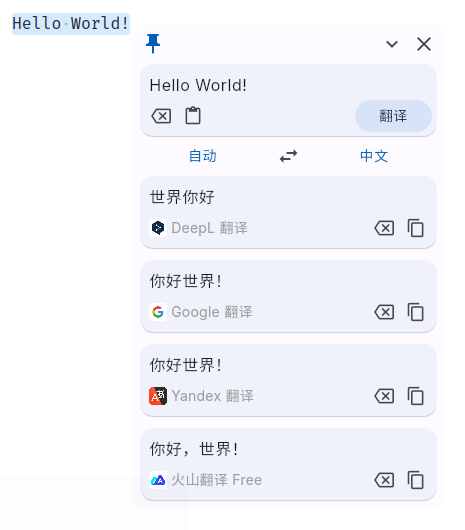 Hello World!
Hello World!
翻译
自动
中文
世界你好
DeepL 翻译
你好世界！
Google 翻译
你好世界！
Yandex 翻译
你好，世界！
火山翻译 Free